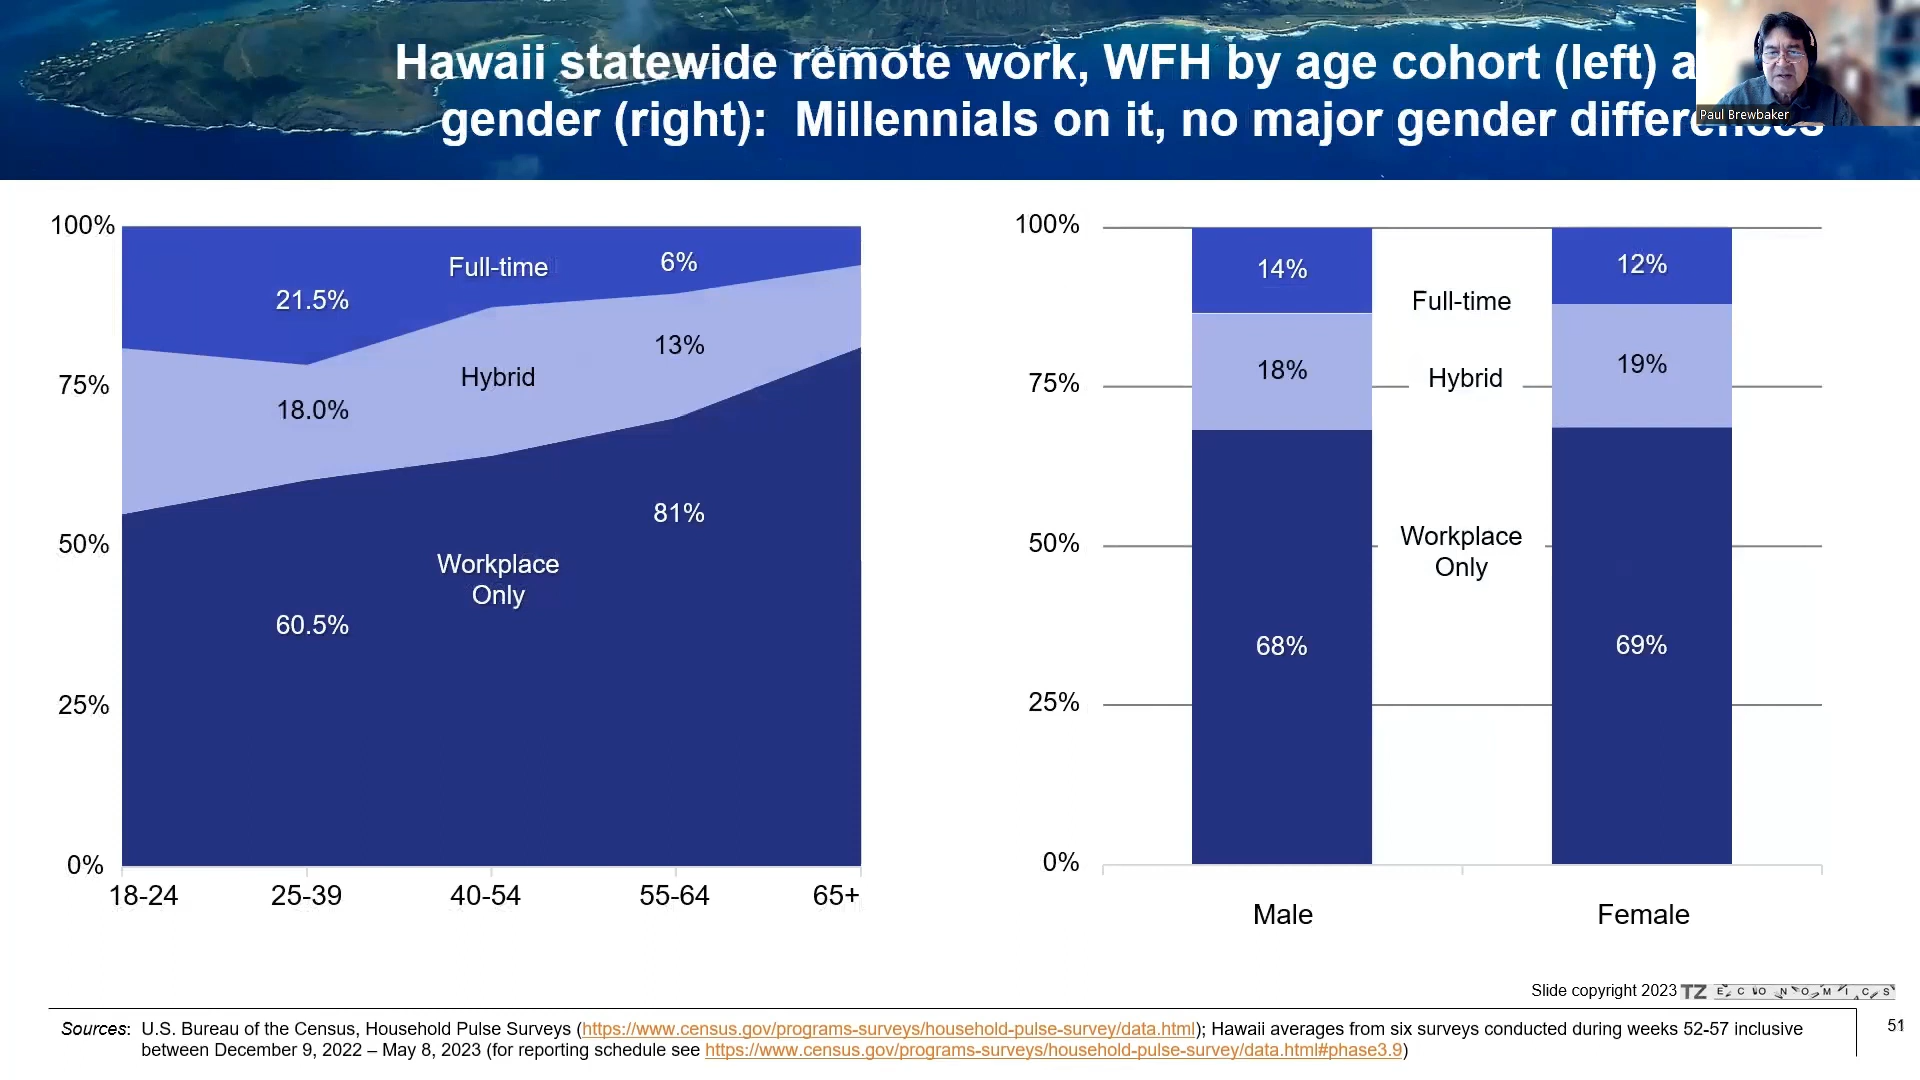 Hawaii statewide remote work, WFH by age cohort (left) a
gender (right): Millennials on it, no major gender differences
Paul Brewbaker
100%
75%
50%
25%
0%
Full-time
6%
21.5%
13%
Hybrid
18.0%
81%
Workplace
Only
60.5%
18-24 25-39 40-54 55-64 65+
100%
75%
50%
25%
0%
14%
12%
Full-time
18%
Hybrid
19%
Workplace
Only
68%
69%
Male Female
Slide copyright 2023 TZ ECONOMICS
Sources: U.S. Bureau of the Census, Household Pulse Surveys (https://www.census.gov/programs-surveys/household-pulse-survey/data.html); Hawaii averages from six surveys conducted during weeks 52-57 inclusive
between December 9, 2022 – May 8, 2023 (for reporting schedule see https://www.census.gov/programs-surveys/household-pulse-survey/data.html#phase3.9)
51